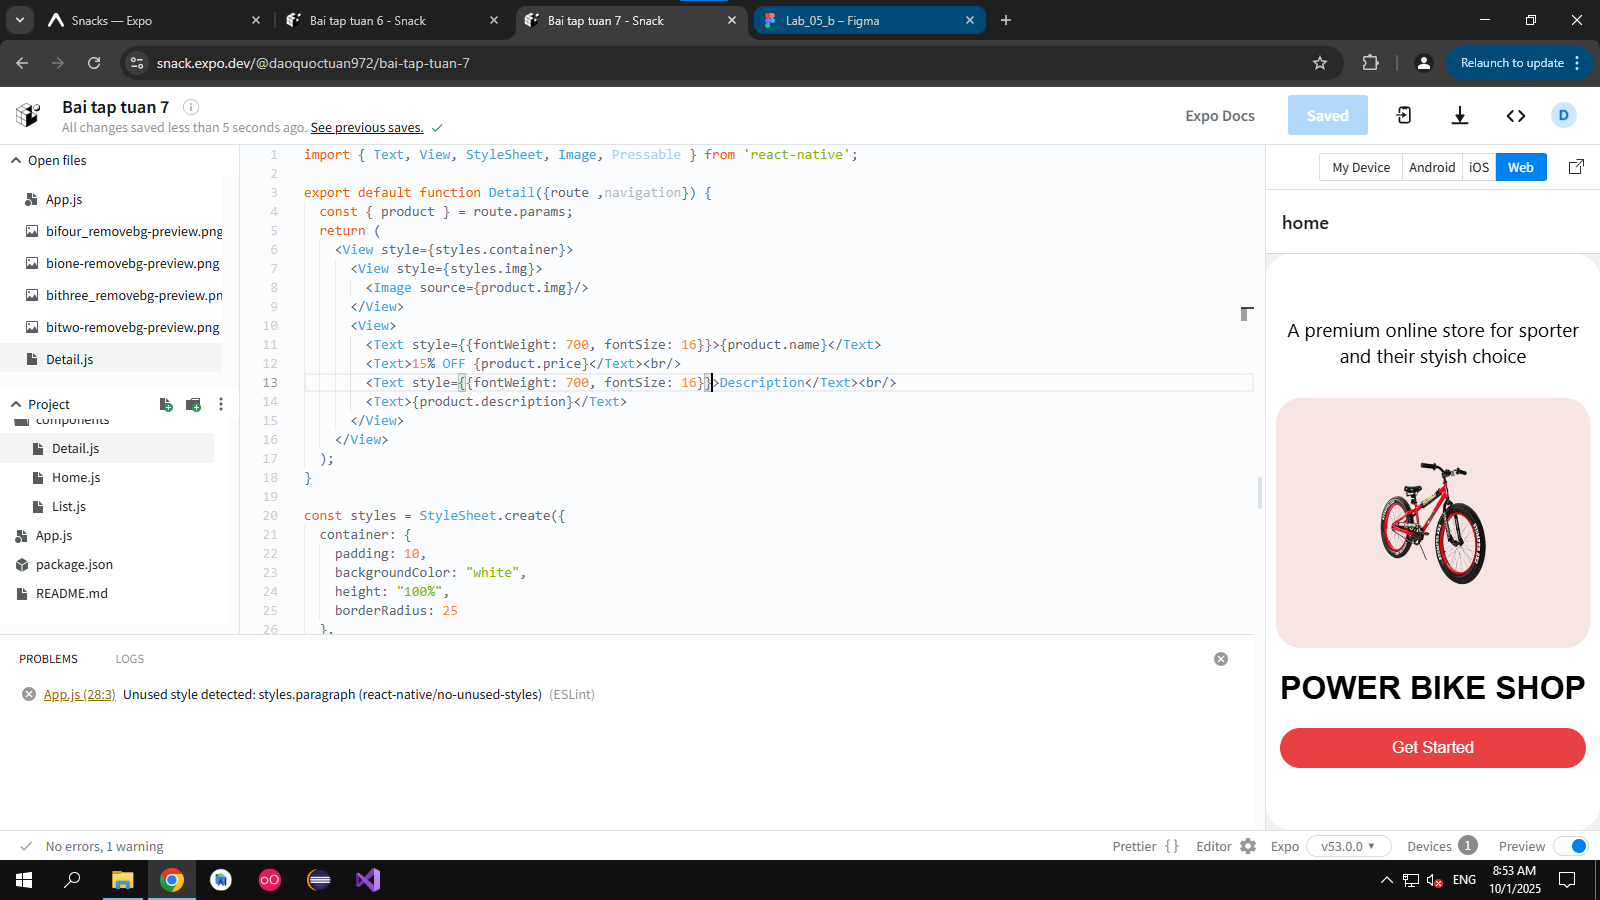 Snacks — Expo
Bai tap tuan 6 - Snack
Bai tap tuan 7 - Snack
Lab_05_b – Figma
snack.expo.dev/@daoquoctuan972/bai-tap-tuan-7
Relaunch to update
Bai tap tuan 7
All changes saved less than 5 seconds ago. See previous saves.
Expo Docs
Saved
D
Open files
App.js
bifour_removebg-preview.png
bione-removebg-preview.png
bithree_removebg-preview.pn
bitwo-removebg-preview.png
Detail.js
Project
components
Detail.js
Home.js
List.js
App.js
package.json
README.md
1 import { Text, View, StyleSheet, Image, Pressable } from 'react-native';
2
3 export default function Detail({route ,navigation}) {
4 const { product } = route.params;
5 return (
6 <View style={styles.container}>
7 <View style={styles.img}>
8 <Image source={product.img}/>
9 </View>
10 <View>
11 <Text style={{fontWeight: 700, fontSize: 16}}>{product.name}</Text>
12 <Text>15% OFF {product.price}</Text><br/>
13 <Text style={{fontWeight: 700, fontSize: 16}}>Description</Text><br/>
14 <Text>{product.description}</Text>
15 </View>
16 </View>
17 );
18 }
19
20 const styles = StyleSheet.create({
21 container: {
22 padding: 10,
23 backgroundColor: "white",
24 height: "100%",
25 borderRadius: 25
26 },
My Device
Android
iOS
Web
home
A premium online store for sporter
and their styish choice
POWER BIKE SHOP
Get Started
PROBLEMS
LOGS
App.js (28:3) Unused style detected: styles.paragraph (react-native/no-unused-styles) (ESLint)
No errors, 1 warning
Prettier { }
Editor
Expo
v53.0.0
Devices 1
Preview
ENG
8:53 AM
10/1/2025